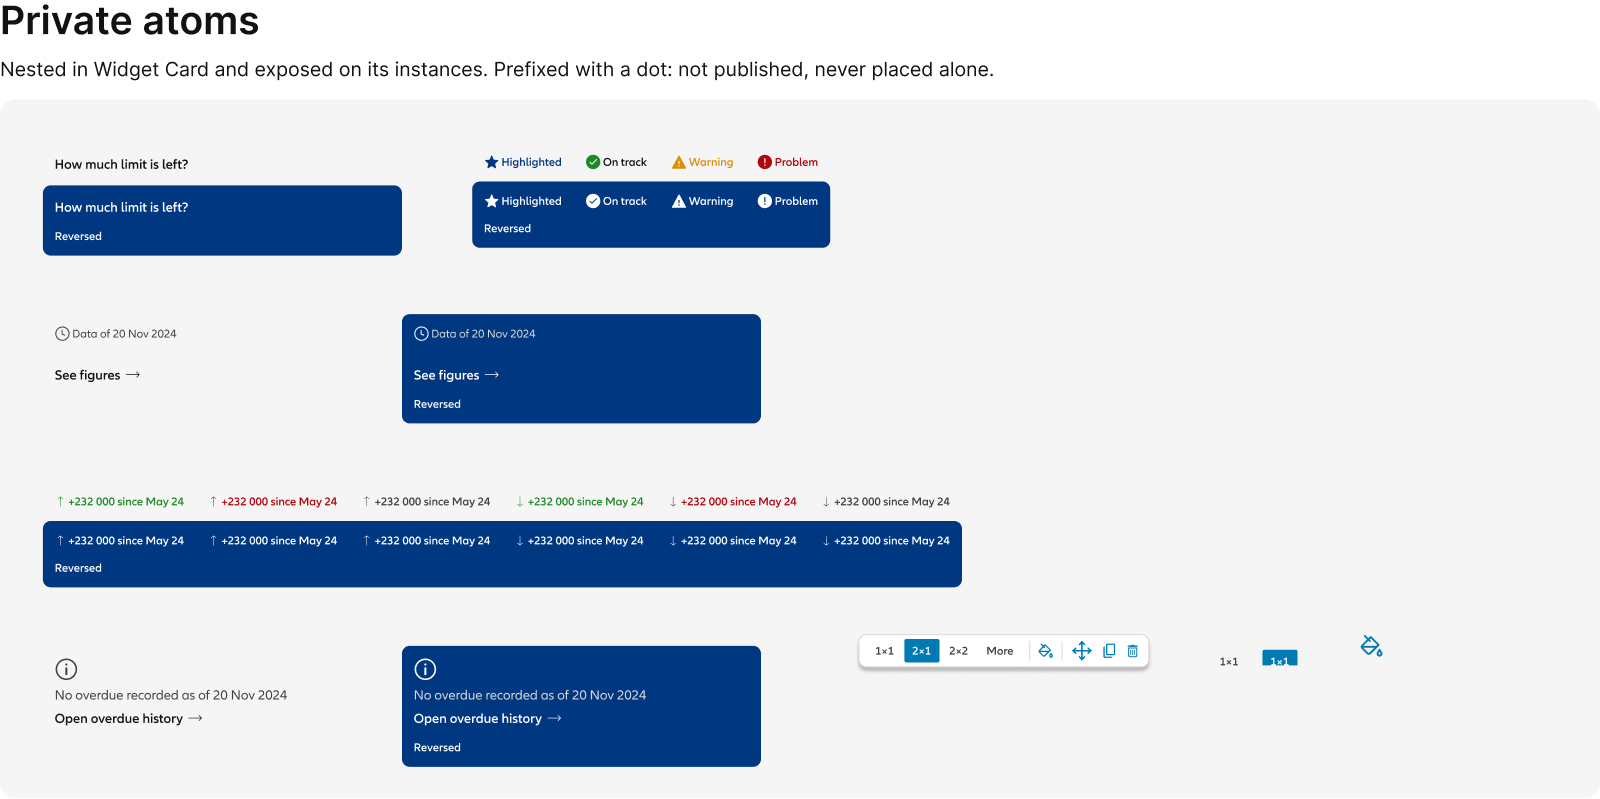 Private atoms
Nested in Widget Card and exposed on its instances. Prefixed with a dot: not published, never placed alone.
How much limit is left?
How much limit is left?
Reversed
Highlighted On track Warning Problem
Highlighted On track Warning Problem
Reversed
Data of 20 Nov 2024
See figures →
Data of 20 Nov 2024
See figures →
Reversed
↑ +232 000 since May 24 ↑ +232 000 since May 24 ↑ +232 000 since May 24 ↓ +232 000 since May 24 ↓ +232 000 since May 24 ↓ +232 000 since May 24
↑ +232 000 since May 24 ↑ +232 000 since May 24 ↑ +232 000 since May 24 ↓ +232 000 since May 24 ↓ +232 000 since May 24 ↓ +232 000 since May 24
Reversed
No overdue recorded as of 20 Nov 2024
Open overdue history →
No overdue recorded as of 20 Nov 2024
Open overdue history →
Reversed
1×1 2×1 2×2 More
1×1 1×1